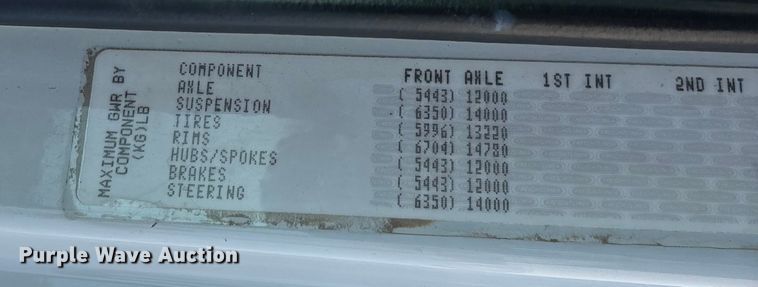 MAXIMUM GWR BY
COMPONENT
(KG)LB
COMPONENT FRONT AXLE 1ST INT 2ND INT
AXLE ( 5443) 12000
SUSPENSION ( 6350) 14000
TIRES ( 5996) 13220
RIMS ( 6704) 14780
HUBS/SPOKES ( 5443) 12000
BRAKES ( 5443) 12000
STEERING ( 6350) 14000
Purple Wave Auction